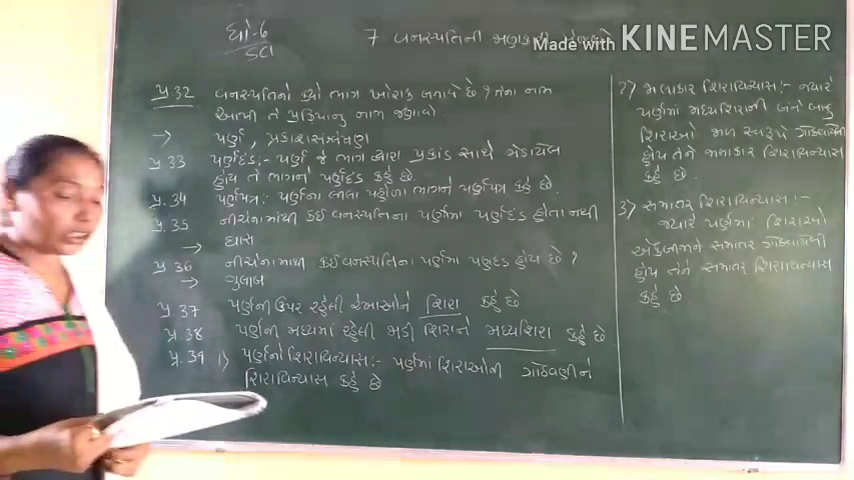 ધો-6
7 વનસ્પતિની
Made with KINEMASTER
પ્ર 32 વનસ્પતિનો કયો ભાગ ખોરાક બનાવે છે ? તેના નામ
આપી તે પ્રક્રિયાનું નામ જણાવો.
→ પર્ણ, પ્રકાશસંશ્લેષણ
પ્ર 33 પર્ણદંડ:- પર્ણ જે ભાગ દ્વારા પ્રકાંડ સાથે જોડાયેલ
હોય તે ભાગને પર્ણદંડ કહે છે.
પ્ર. 34 પર્ણપત્ર: પર્ણના લીલા પહોળા ભાગને પર્ણપત્ર કહે છે.
પ્ર 35 નીચેનામાંથી કઈ વનસ્પતિના પર્ણમાં પર્ણદંડ હોતા નથી
→ ઘાસ
પ્ર 36 નીચેનામાંથી કઈ વનસ્પતિના પર્ણમાં પર્ણદંડ હોય છે ?
→ ગુલાબ
પ્ર. 37 પર્ણની ઉપર રહેલી રેખાઓને શિરા કહે છે
પ્ર. 38 પર્ણની મધ્યમાં રહેલી જાડી શિરાને મધ્યશિરા કહે છે
પ્ર. 39 1) પર્ણનો શિરાવિન્યાસ:- પર્ણમાં શિરાઓની ગોઠવણીને
શિરાવિન્યાસ કહે છે
2) જાલાકાર શિરાવિન્યાસ:- જ્યારે
પર્ણમાં મધ્યશિરાની બંને બાજુ
શિરાઓ જાળ સ્વરૂપે ગોઠવાયેલી
હોય તેને જાલાકાર શિરાવિન્યાસ
કહે છે.
3) સમાંતર શિરાવિન્યાસ:-
જ્યારે પર્ણમાં શિરાઓ
એકબીજાને સમાંતર ગોઠવાયેલી
હોય તેને સમાંતર શિરાવિન્યાસ
કહે છે